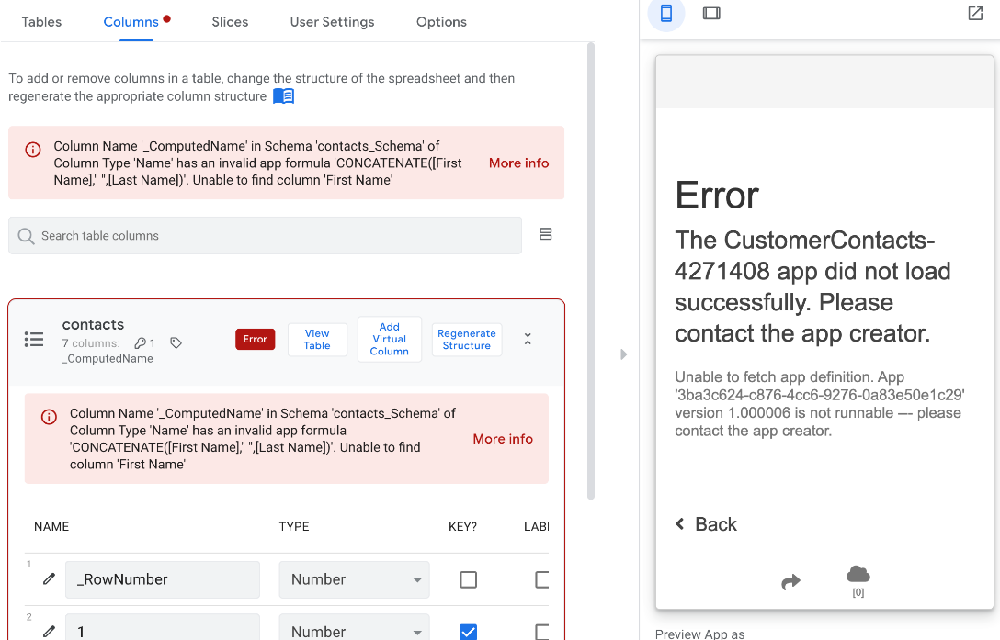 Tables
Columns
Slices
User Settings
Options
To add or remove columns in a table, change the structure of the spreadsheet and then
regenerate the appropriate column structure
Column Name '_ComputedName' in Schema 'contacts_Schema' of
Column Type 'Name' has an invalid app formula 'CONCATENATE([First
Name]," ",[Last Name])'. Unable to find column 'First Name'
More info
Search table columns
contacts
7 columns: 1
_ComputedName
Error
View
Table
Add
Virtual
Column
Regenerate
Structure
Column Name '_ComputedName' in Schema 'contacts_Schema' of
Column Type 'Name' has an invalid app formula
'CONCATENATE([First Name]," ",[Last Name])'. Unable to find
column 'First Name'
More info
NAME
TYPE
KEY?
LABI
1
_RowNumber
Number
2
1
Number
Error
The CustomerContacts-
4271408 app did not load
successfully. Please
contact the app creator.
Unable to fetch app definition. App
'3ba3c624-c876-4cc6-9276-0a83e50e1c29'
version 1.000006 is not runnable --- please
contact the app creator.
Back
[0]
Preview App as